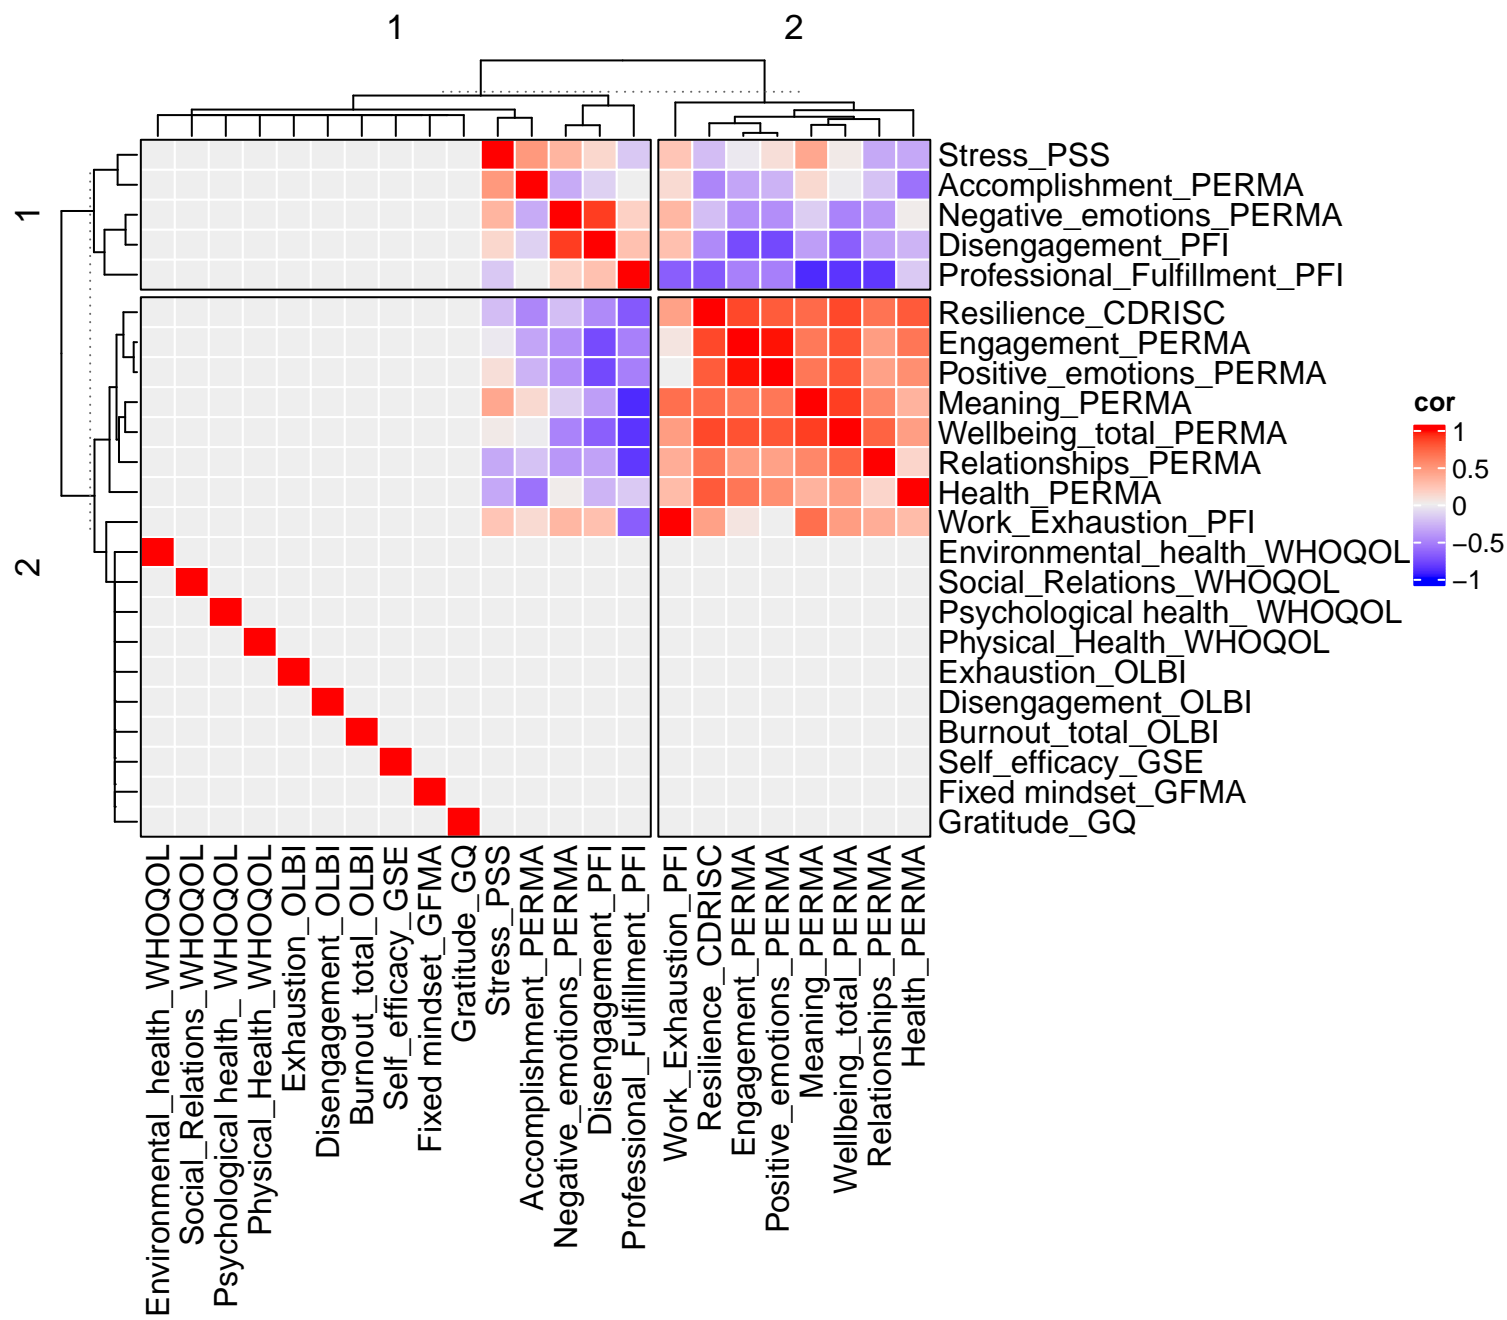 1
2
1
2
Stress_PSS
Accomplishment_PERMA
Negative_emotions_PERMA
Disengagement_PFI
Professional_Fulfillment_PFI
Resilience_CDRISC
Engagement_PERMA
Positive_emotions_PERMA
Meaning_PERMA
Wellbeing_total_PERMA
Relationships_PERMA
Health_PERMA
Work_Exhaustion_PFI
Environmental_health_WHOQOL
Social_Relations_WHOQOL
Psychological health_ WHOQOL
Physical_Health_WHOQOL
Exhaustion_OLBI
Disengagement_OLBI
Burnout_total_OLBI
Self_efficacy_GSE
Fixed mindset_GFMA
Gratitude_GQ
cor
1
0.5
0
−0.5
−1
Environmental_health_WHOQOL
Social_Relations_WHOQOL
Psychological health_ WHOQOL
Physical_Health_WHOQOL
Exhaustion_OLBI
Disengagement_OLBI
Burnout_total_OLBI
Self_efficacy_GSE
Fixed mindset_GFMA
Gratitude_GQ
Stress_PSS
Accomplishment_PERMA
Negative_emotions_PERMA
Disengagement_PFI
Professional_Fulfillment_PFI
Work_Exhaustion_PFI
Resilience_CDRISC
Engagement_PERMA
Positive_emotions_PERMA
Meaning_PERMA
Wellbeing_total_PERMA
Relationships_PERMA
Health_PERMA